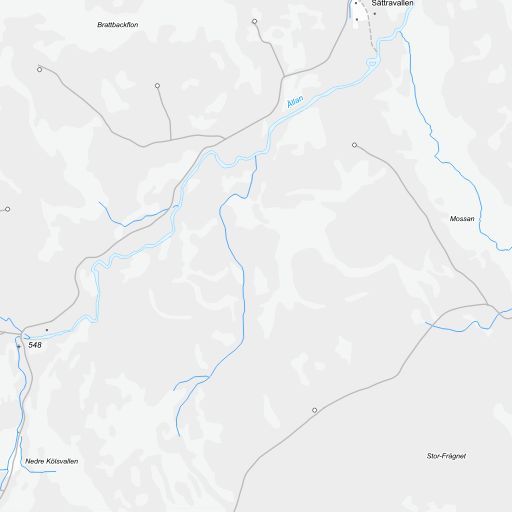 Sättravallen
Brattbackflon
Ällan
Mossan
548
Nedre Kölsvallen
Stor-Frägnet